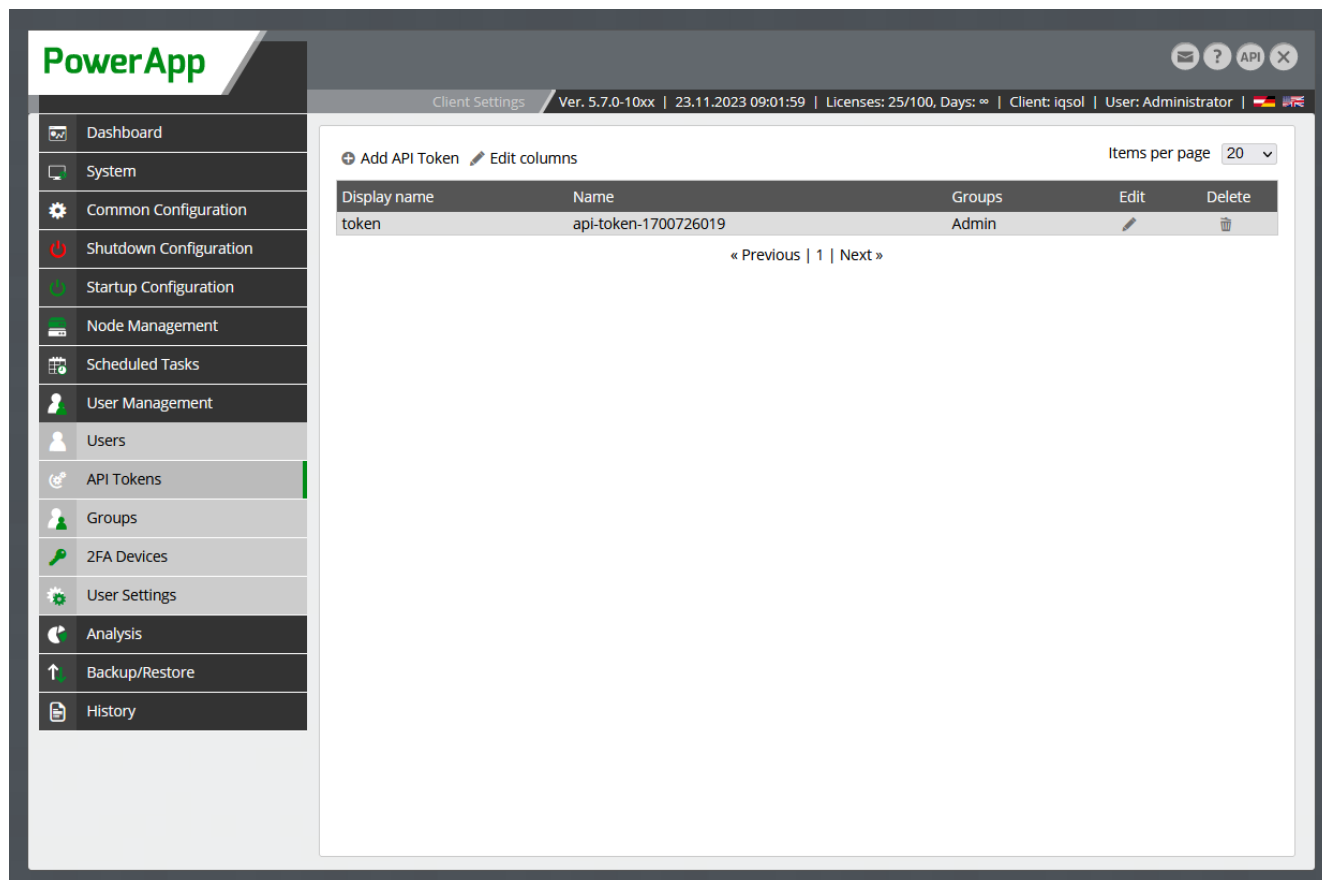 PowerApp
API
Client Settings
Ver. 5.7.0-10xx | 23.11.2023 09:01:59 | Licenses: 25/100, Days: ∞ | Client: iqsol | User: Administrator |
Dashboard
System
Common Configuration
Shutdown Configuration
Startup Configuration
Node Management
Scheduled Tasks
User Management
Users
API Tokens
Groups
2FA Devices
User Settings
Analysis
Backup/Restore
History
Add API Token Edit columns
Items per page 20
Display name Name Groups Edit Delete
token api-token-1700726019 Admin
« Previous | 1 | Next »